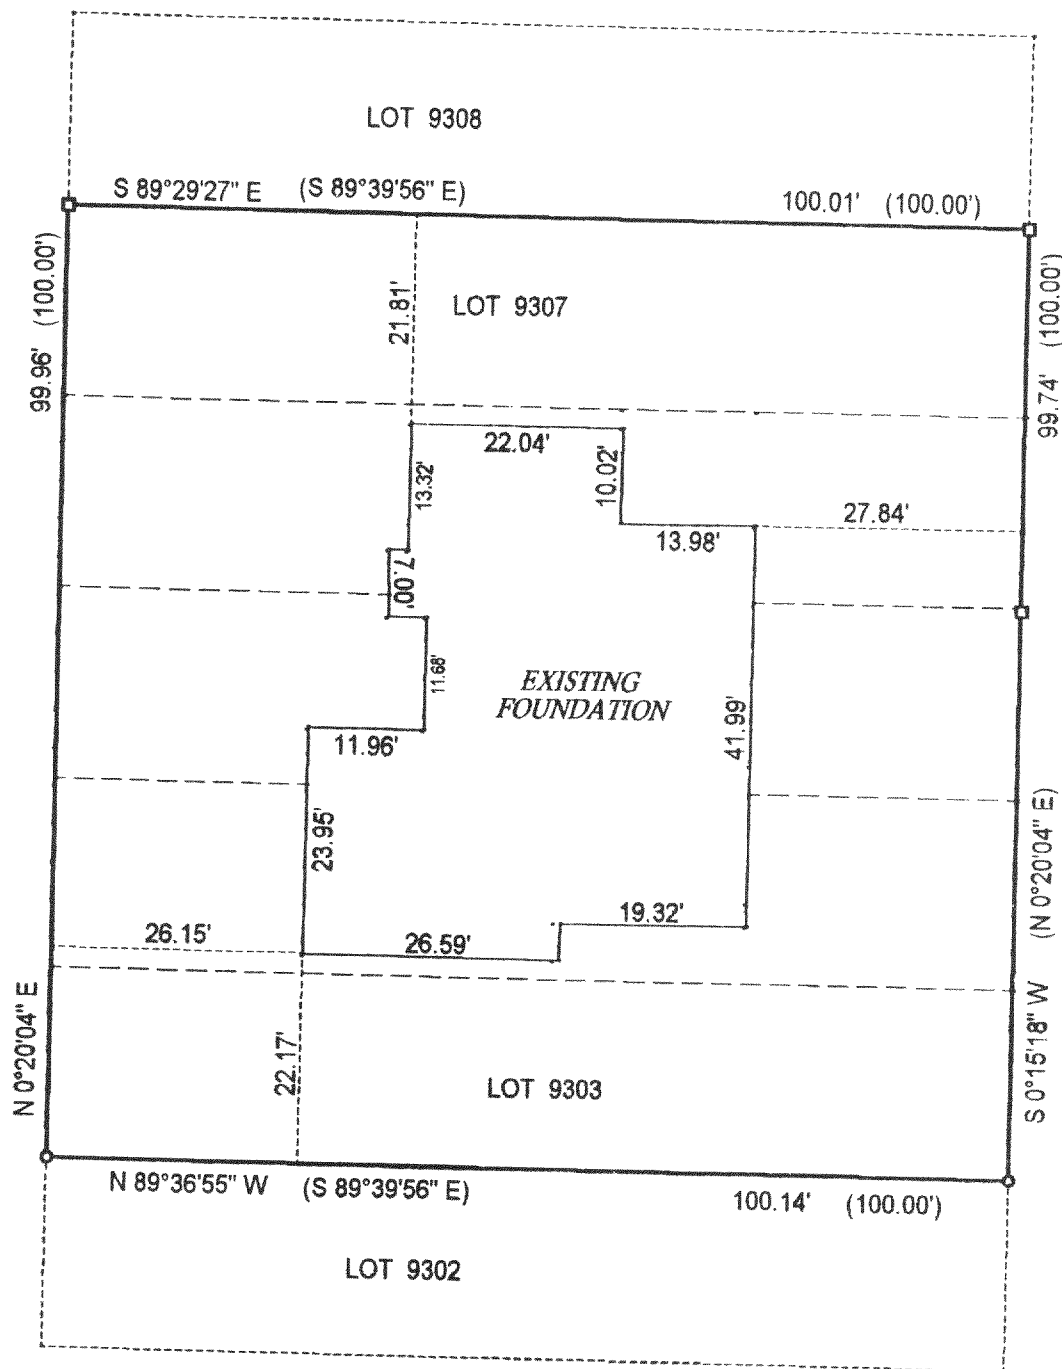 LOT 9308
S 89°29'27" E (S 89°39'56" E)
100.01' (100.00')
99.96' (100.00')
21.81'
LOT 9307
99.74' (100.00')
22.04'
13.32'
10.02'
27.84'
13.98'
7.00'
11.68'
EXISTING
FOUNDATION
41.99'
11.96'
23.95'
19.32'
26.15'
26.59'
N 0°20'04" E
S 0°15'18" W (N 0°20'04" E)
22.17'
LOT 9303
N 89°36'55" W (S 89°39'56" E)
100.14' (100.00')
LOT 9302